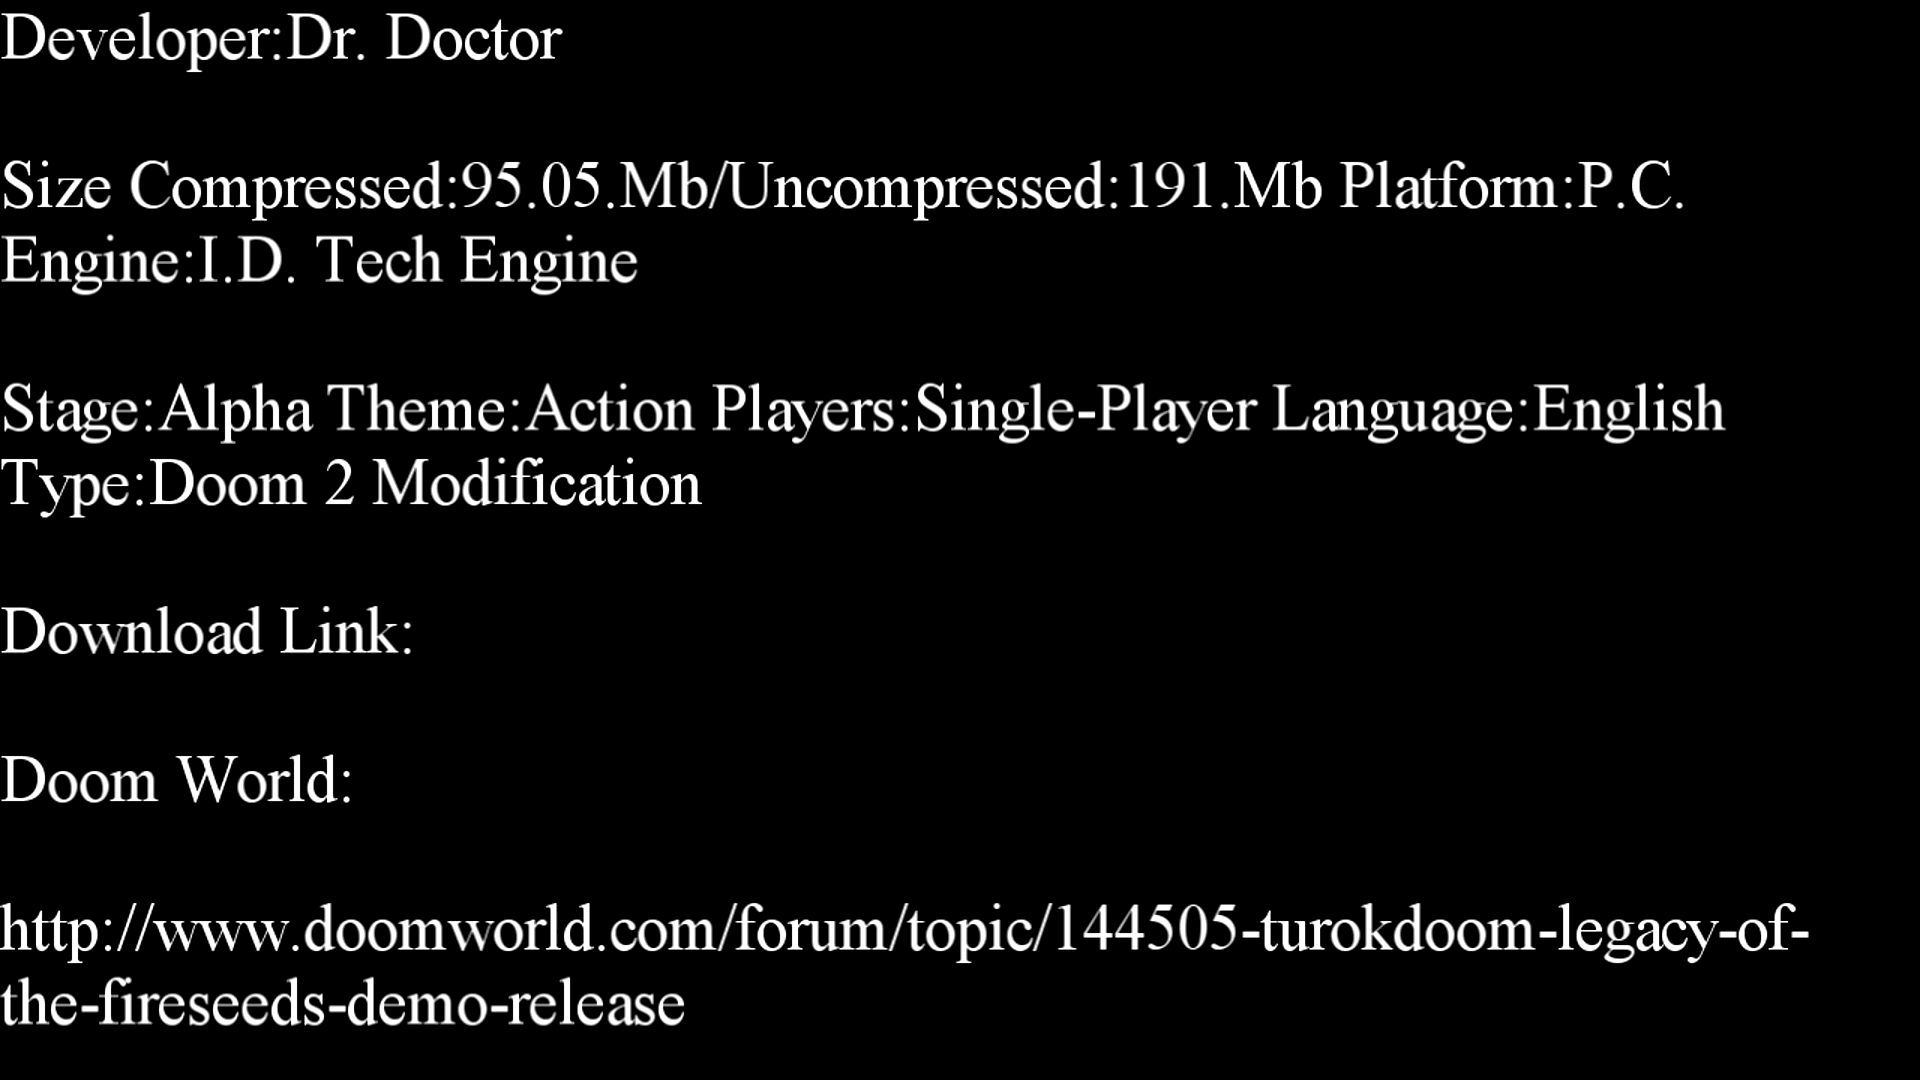 Developer:Dr. Doctor
Size Compressed:95.05.Mb/Uncompressed:191.Mb Platform:P.C.
Engine:I.D. Tech Engine
Stage:Alpha Theme:Action Players:Single-Player Language:English
Type:Doom 2 Modification
Download Link:
Doom World:
http://www.doomworld.com/forum/topic/144505-turokdoom-legacy-of-
the-fireseeds-demo-release